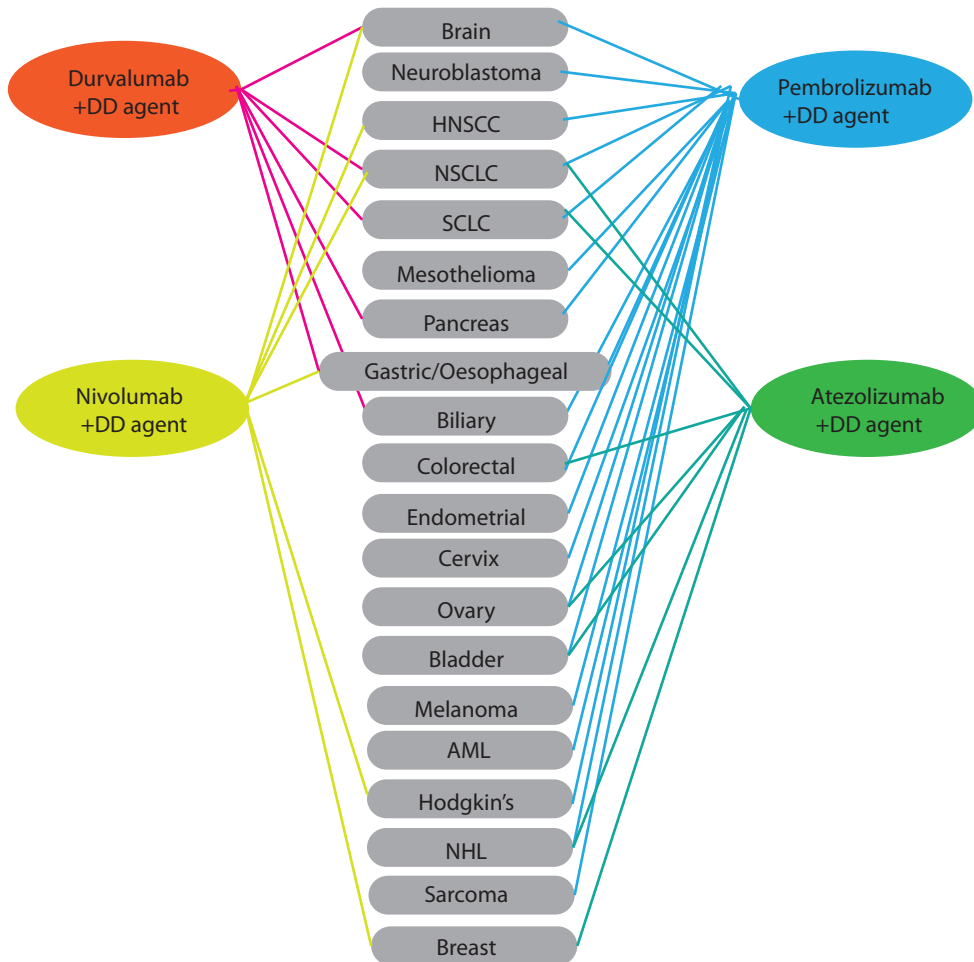 Durvalumab
+DD agent
Nivolumab
+DD agent
Brain
Neuroblastoma
HNSCC
NSCLC
SCLC
Mesothelioma
Pancreas
Gastric/Oesophageal
Biliary
Colorectal
Endometrial
Cervix
Ovary
Bladder
Melanoma
AML
Hodgkin's
NHL
Sarcoma
Breast
Pembrolizumab
+DD agent
Atezolizumab
+DD agent